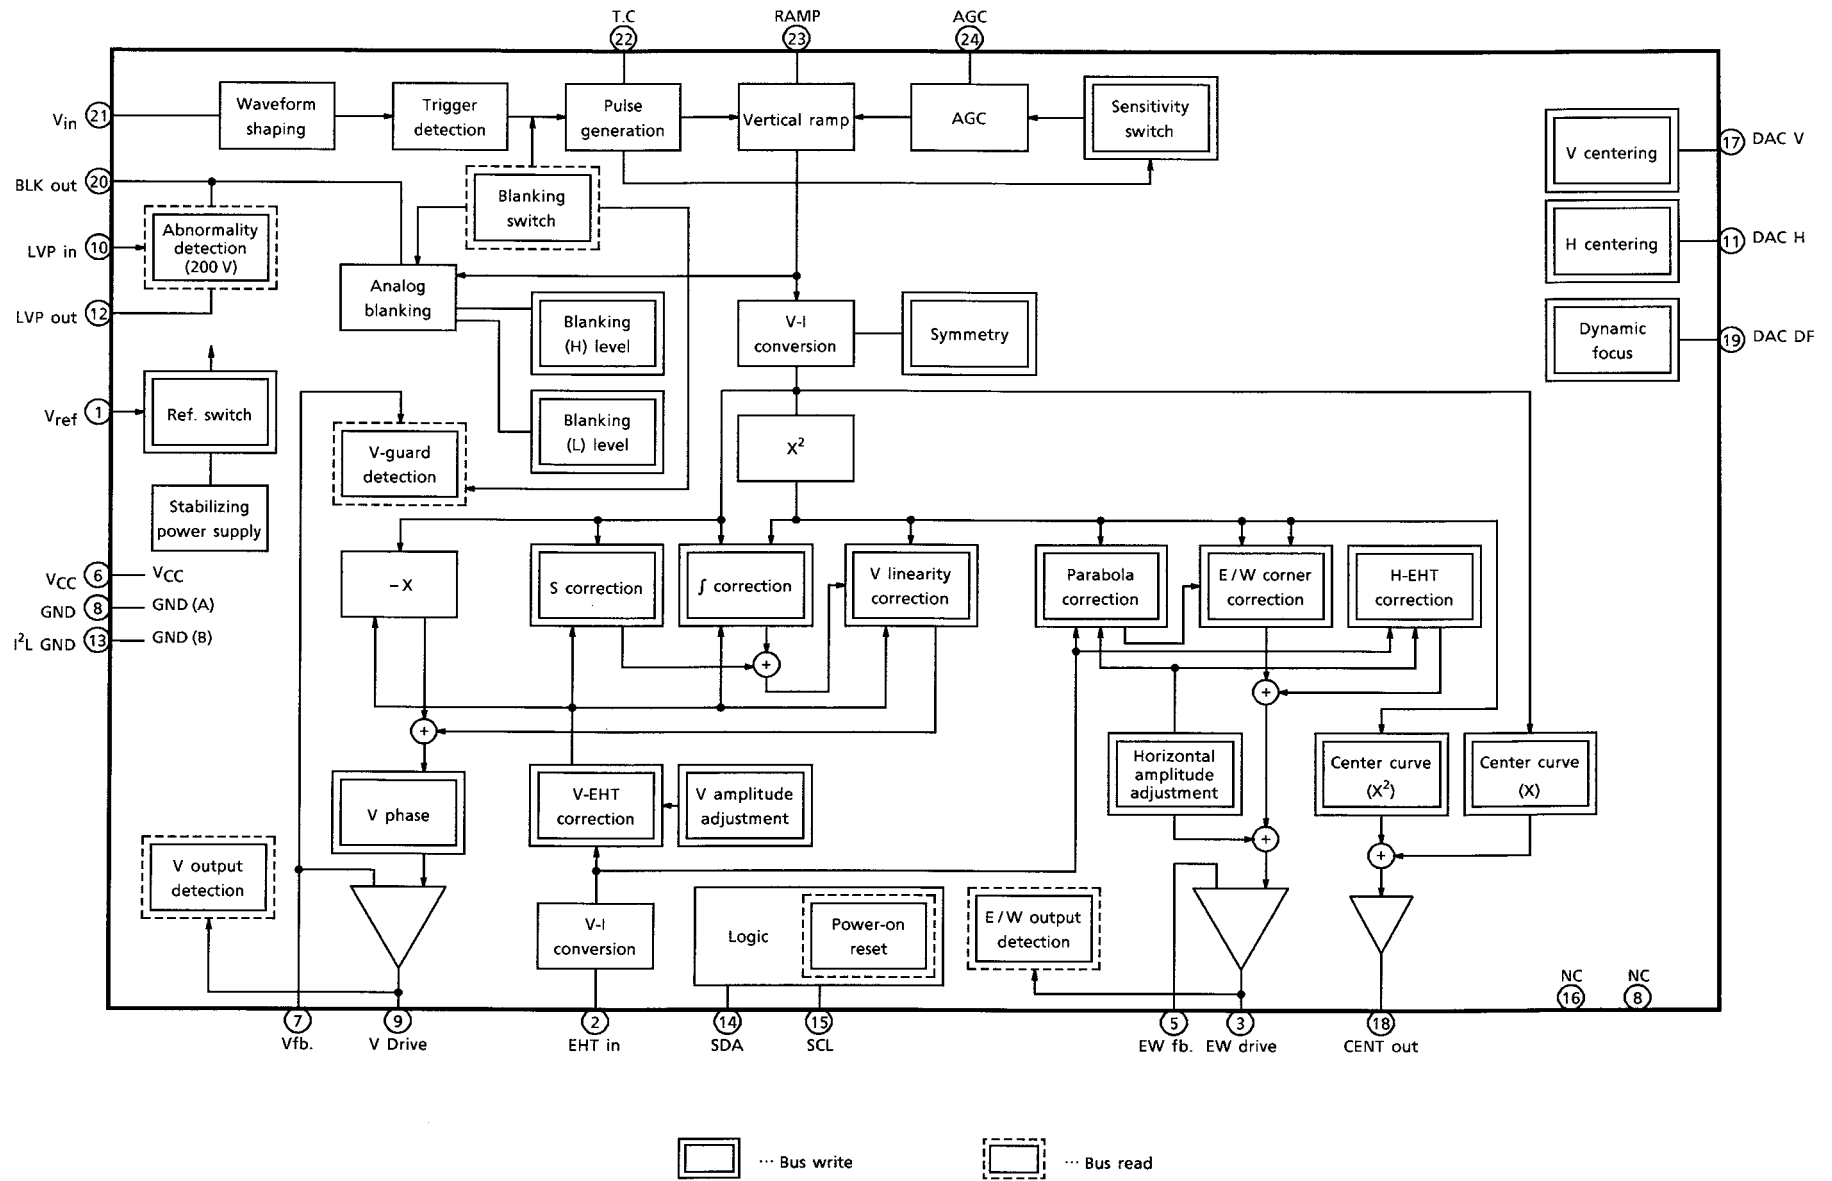 T.C
22
RAMP
23
AGC
24
Vin
21
Waveform
shaping
Trigger
detection
Pulse
generation
Vertical ramp
AGC
Sensitivity
switch
V centering
17
DAC V
BLK out
20
Blanking
switch
LVP in
10
Abnormality
detection
(200 V)
H centering
11
DAC H
LVP out
12
Analog
blanking
Blanking
(H) level
V-I
conversion
Symmetry
Dynamic
focus
19
DAC DF
Vref
1
Ref. switch
Blanking
(L) level
V-guard
detection
X²
Stabilizing
power supply
VCC
6
VCC
GND
8
GND (A)
I²L GND
13
GND (B)
–X
S correction
∫ correction
V linearity
correction
Parabola
correction
E/W corner
correction
H-EHT
correction
+
+
+
V phase
V-EHT
correction
V amplitude
adjustment
Horizontal
amplitude
adjustment
Center curve
(X²)
Center curve
(X)
+
+
V output
detection
V-I
conversion
Logic
Power-on
reset
E/W output
detection
NC
16
NC
8
7
Vfb.
9
V Drive
2
EHT in
14
SDA
15
SCL
5
EW fb.
3
EW drive
18
CENT out
··· Bus write
··· Bus read